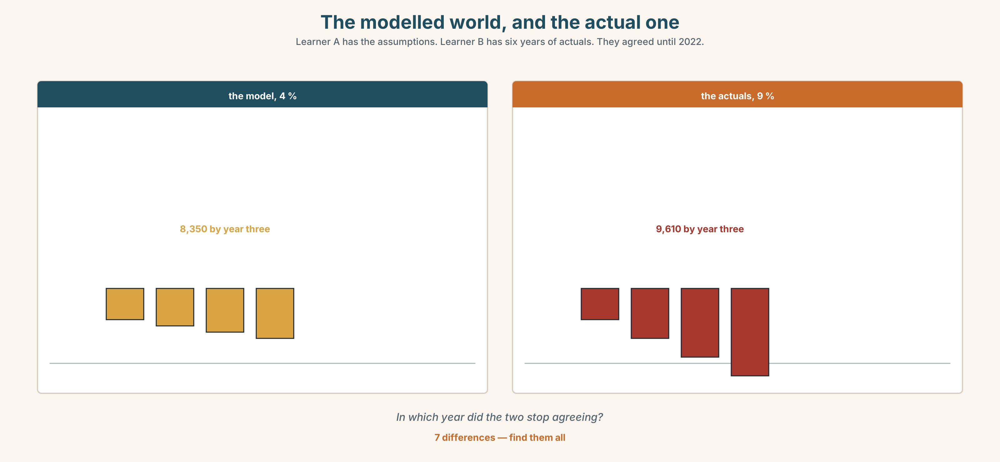 The modelled world, and the actual one
Learner A has the assumptions. Learner B has six years of actuals. They agreed until 2022.
the model, 4 %
the actuals, 9 %
8,350 by year three
9,610 by year three
In which year did the two stop agreeing?
7 differences — find them all